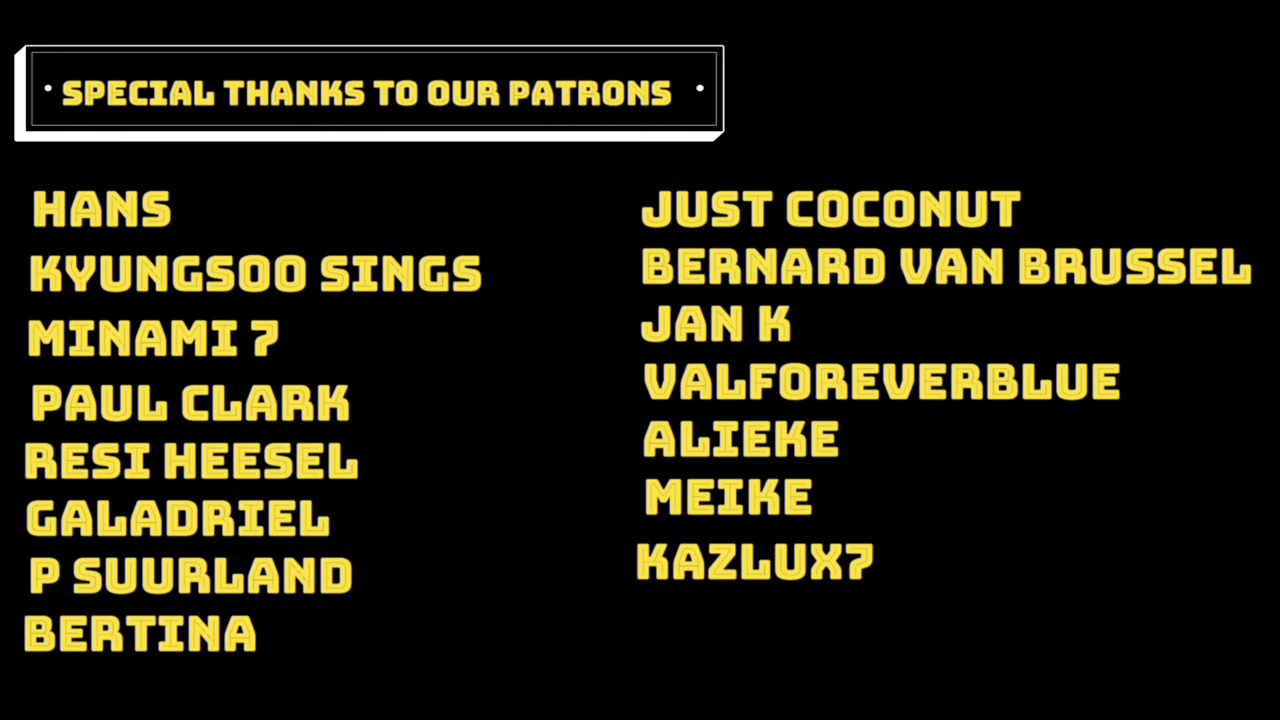 SPECIAL THANKS TO OUR PATRONS
HANS
KYUNGSOO SINGS
MINAMI 7
PAUL CLARK
RESI HEESEL
GALADRIEL
P SUURLAND
BERTINA
JUST COCONUT
BERNARD VAN BRUSSEL
JAN K
VALFOREVERBLUE
ALIEKE
MEIKE
KAZLUX7